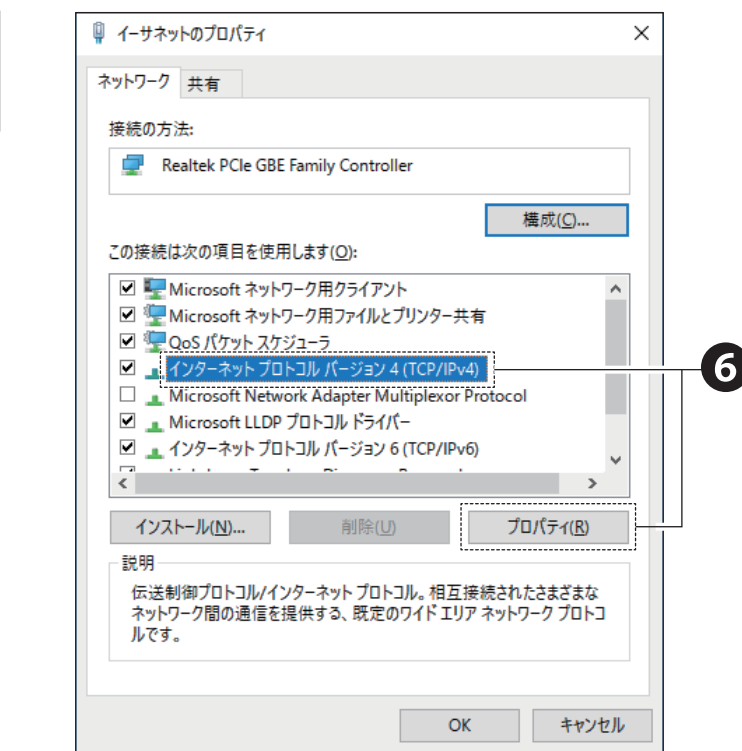 イーサネットのプロパティ
ネットワーク 共有
接続の方法:
Realtek PCIe GBE Family Controller
構成(C)...
この接続は次の項目を使用します(O):
Microsoft ネットワーク用クライアント
Microsoft ネットワーク用ファイルとプリンター共有
QoS パケット スケジューラ
インターネット プロトコル バージョン 4 (TCP/IPv4)
6
Microsoft Network Adapter Multiplexor Protocol
Microsoft LLDP プロトコル ドライバー
インターネット プロトコル バージョン 6 (TCP/IPv6)
インストール(N)... 削除(U) プロパティ(R)
説明
伝送制御プロトコル/インターネット プロトコル。相互接続されたさまざまな
ネットワーク間の通信を提供する、既定のワイド エリア ネットワーク プロトコ
ルです。
OK キャンセル